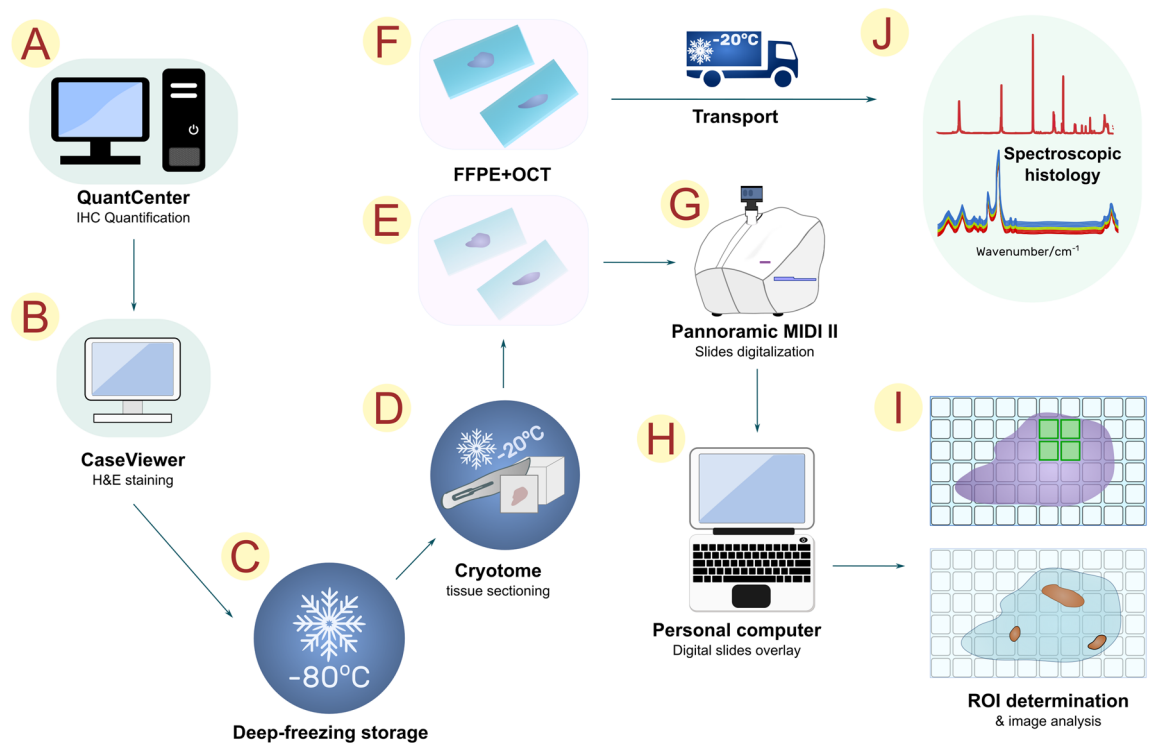 A
QuantCenter
IHC Quantification
B
CaseViewer
H&E staining
C
-80°C
Deep-freezing storage
D
-20°C
Cryotome
tissue sectioning
E
F
FFPE+OCT
-20°C
Transport
G
Pannoramic MIDI II
Slides digitalization
H
Personal computer
Digital slides overlay
I
ROI determination
& image analysis
J
Spectroscopic
histology
Wavenumber/cm⁻¹